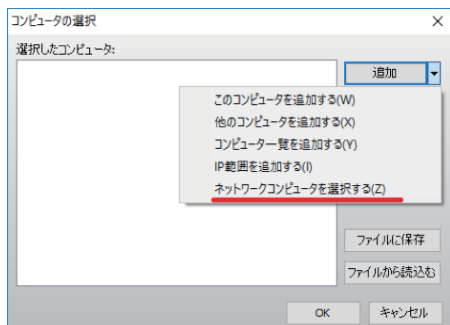 コンピュータの選択
選択したコンピュータ:
追加
このコンピュータを追加する(W)
他のコンピュータを追加する(X)
コンピューター覧を追加する(Y)
IP範囲を追加する(I)
ネットワークコンピュータを選択する(Z)
ファイルに保存
ファイルから読込む
OK
キャンセル